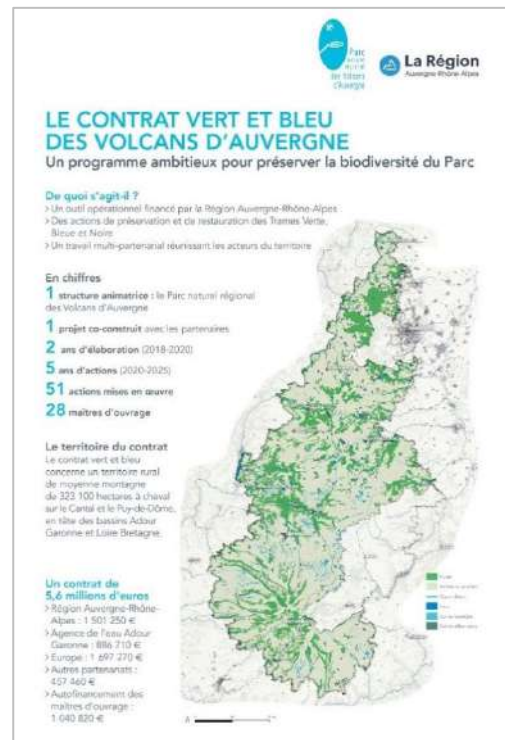 Parc
naturel
régional
des Volcans
d'Auvergne
La Région
Auvergne-Rhône-Alpes
LE CONTRAT VERT ET BLEU
DES VOLCANS D'AUVERGNE
Un programme ambitieux pour préserver la biodiversité du Parc
De quoi s'agit-il ?
> Un outil opérationnel financé par la Région Auvergne-Rhône-Alpes
> Des actions de préservation et de restauration des Trames Verte,
Bleue et Noire
> Un travail multi-partenarial réunissant les acteurs du territoire
En chiffres
1 structure animatrice : le Parc naturel régional
des Volcans d'Auvergne
1 projet co-construit avec les partenaires
2 ans d'élaboration (2018-2020)
5 ans d'actions (2020-2025)
51 actions mises en œuvre
28 maîtres d'ouvrage
Le territoire du contrat
Le contrat vert et bleu
concerne un territoire rural
de moyenne montagne
de 323 100 hectares à cheval
sur le Cantal et le Puy-de-Dôme,
en tête des bassins Adour
Garonne et Loire Bretagne.
Un contrat de
5,6 millions d'euros
> Région Auvergne-Rhône-
Alpes : 1 501 250 €
> Agence de l'eau Adour
Garonne : 886 710 €
> Europe : 1 697 270 €
> Autres partenariats :
457 460 €
> Autofinancement des
maîtres d'ouvrage :
1 040 820 €